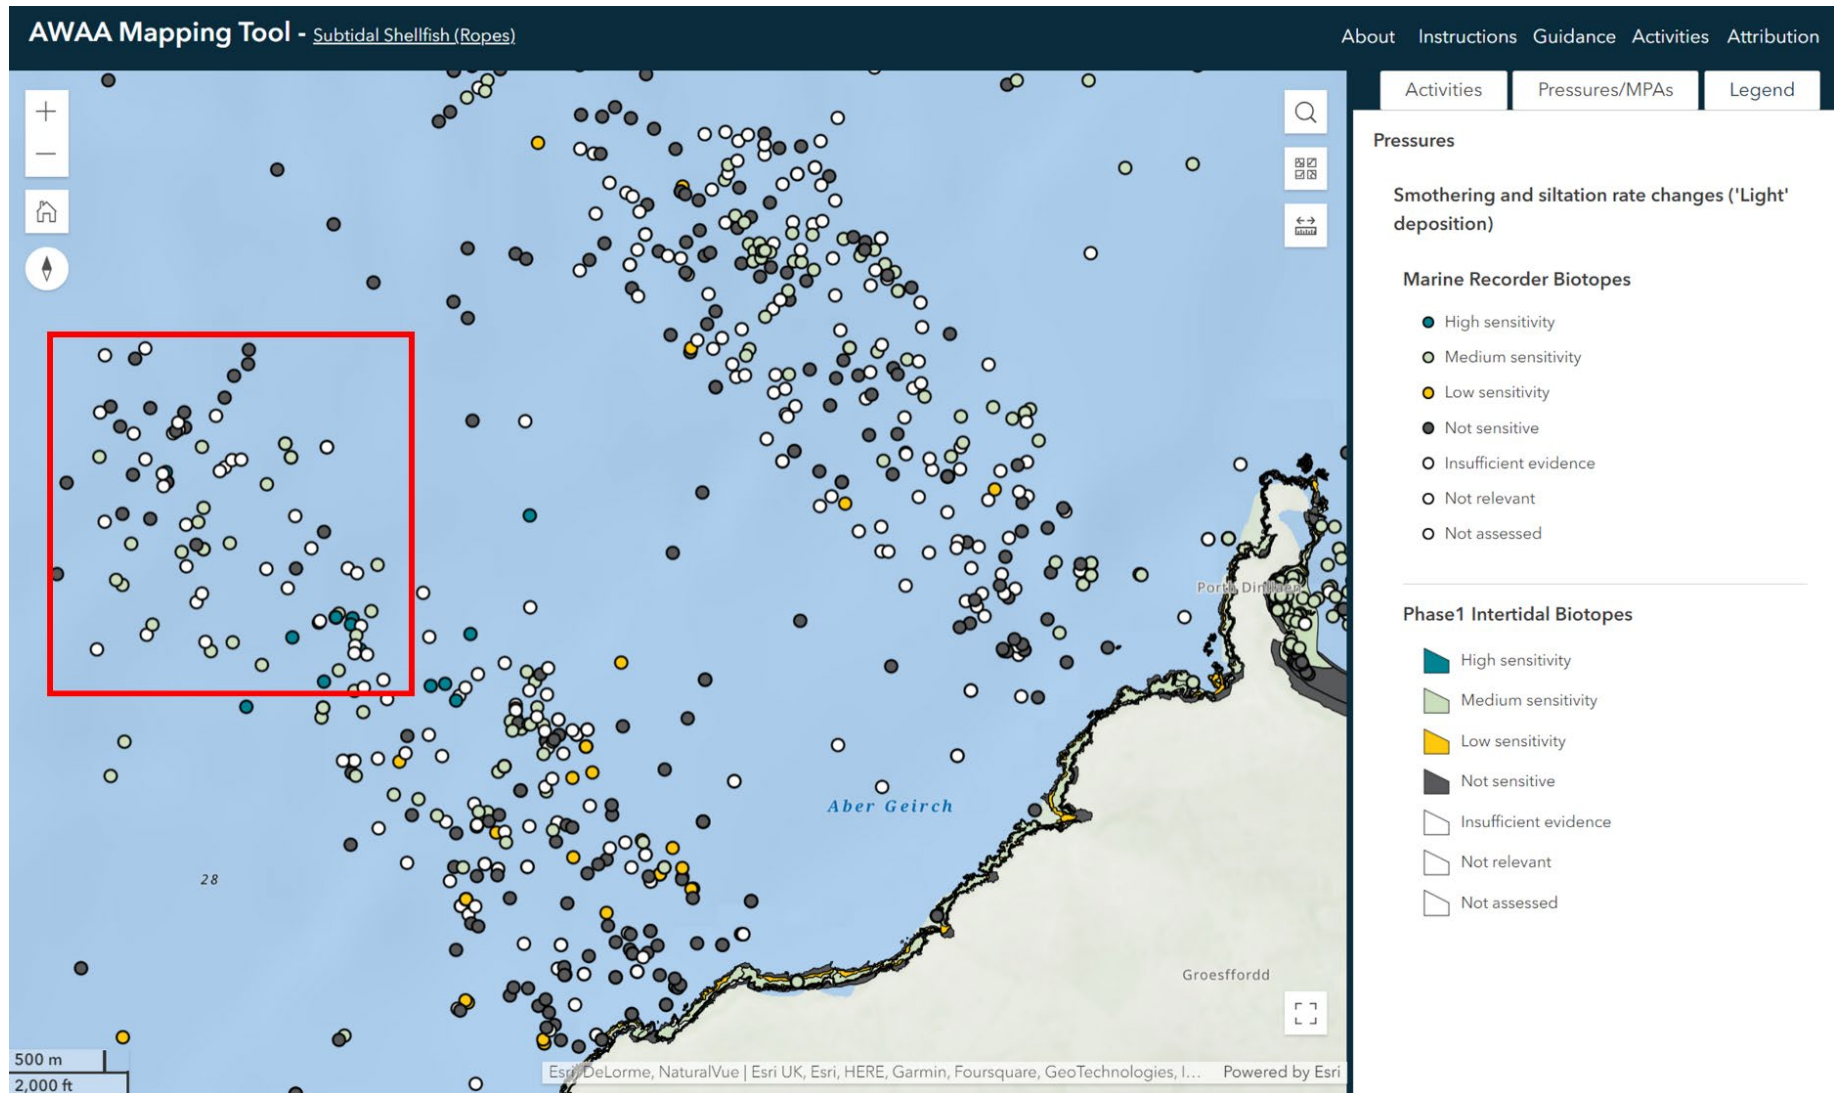 AWAA Mapping Tool - Subtidal Shellfish (Ropes)
About Instructions Guidance Activities Attribution
Activities Pressures/MPAs Legend
Pressures
Smothering and siltation rate changes ('Light'
deposition)
Marine Recorder Biotopes
High sensitivity
Medium sensitivity
Low sensitivity
Not sensitive
Insufficient evidence
Not relevant
Not assessed
Phase1 Intertidal Biotopes
High sensitivity
Medium sensitivity
Low sensitivity
Not sensitive
Insufficient evidence
Not relevant
Not assessed
Porth Dinllaen
Aber Geirch
28
Groesffordd
500 m
2,000 ft
Esri, DeLorme, NaturalVue | Esri UK, Esri, HERE, Garmin, Foursquare, GeoTechnologies, I... Powered by Esri